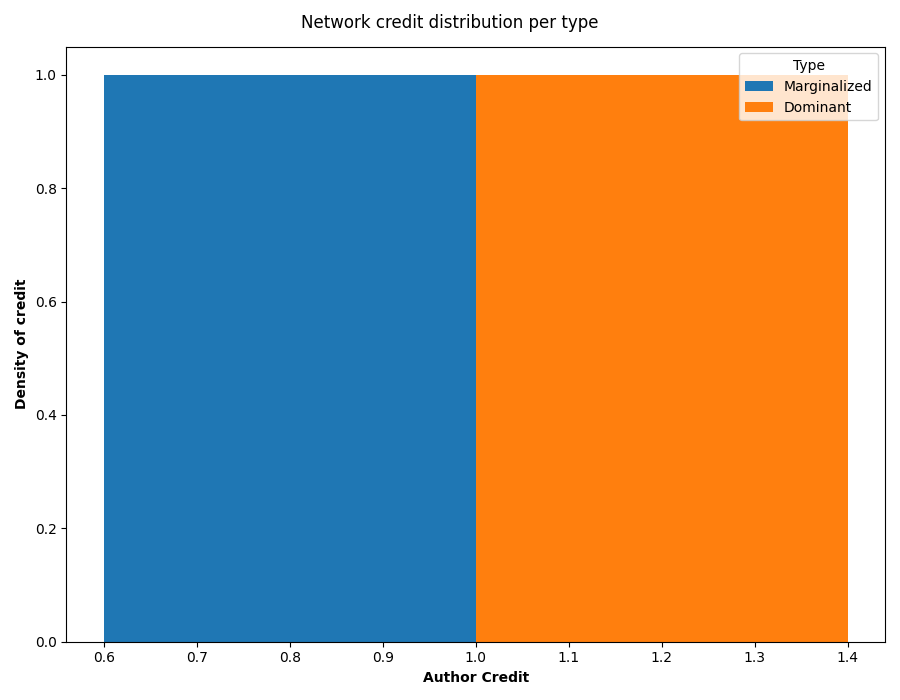 Network credit distribution per type
Type
Marginalized
Dominant
1.0
0.8
0.6
0.4
0.2
0.0
Density of credit
0.6 0.7 0.8 0.9 1.0 1.1 1.2 1.3 1.4
Author Credit